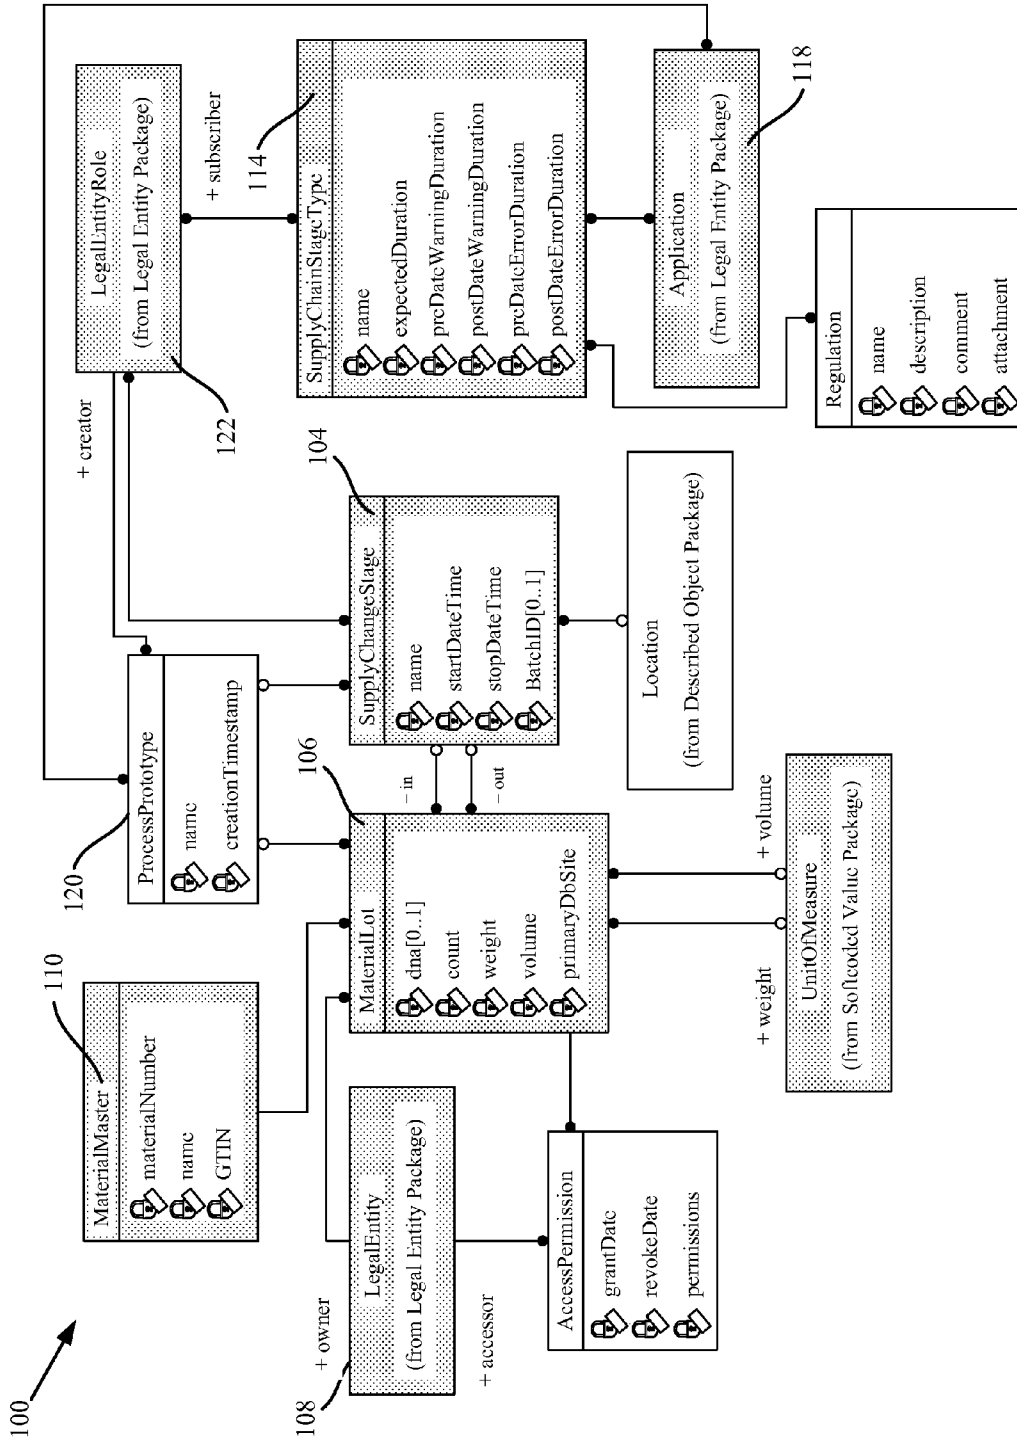 100
MaterialMaster
materialNumber
name
GTIN
110
ProcessPrototype
name
creationTimestamp
120
+ creator
LegalEntityRole
(from Legal Entity Package)
122
+ subscriber
+ owner
LegalEntity
(from Legal Entity Package)
108
+ accessor
MaterialLot
dna[0..1]
count
weight
volume
primaryDbSite
106
– in
– out
SupplyChangeStage
name
startDateTime
stopDateTime
BatchID[0..1]
104
SupplyChainStageType
name
expectedDuration
preDateWarningDuration
postDateWarningDuration
preDateErrorDuration
postDateErrorDuration
114
AccessPermission
grantDate
revokeDate
permissions
+ weight
+ volume
UnitOfMeasure
(from Softcoded Value Package)
Location
(from Described Object Package)
Application
(from Legal Entity Package)
118
Regulation
name
description
comment
attachment